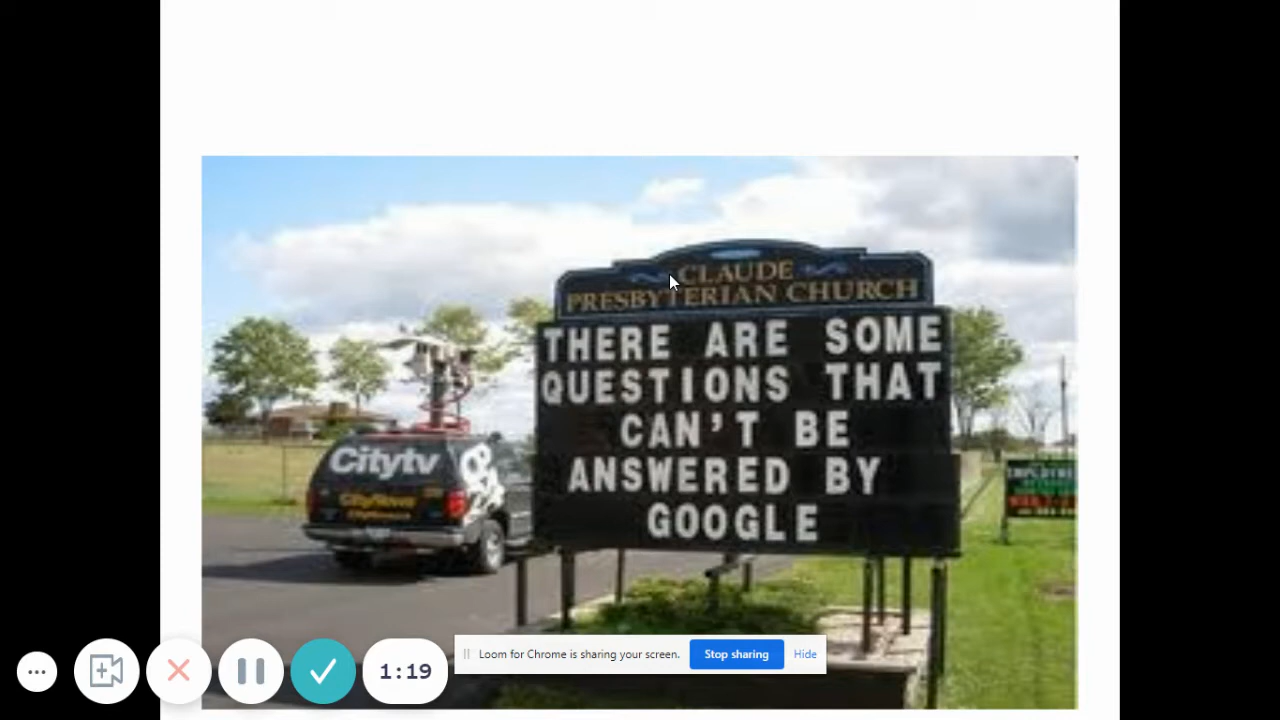 CLAUDE
PRESBYTERIAN CHURCH
THERE ARE SOME
QUESTIONS THAT
CAN'T BE
ANSWERED BY
GOOGLE
Citytv
CityNews
1:19
Loom for Chrome is sharing your screen.
Stop sharing
Hide